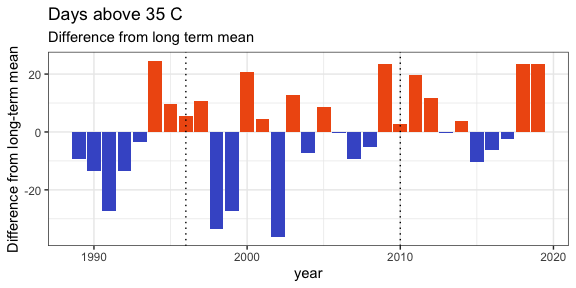 Days above 35 C
Difference from long term mean
Difference from long-term mean
20
0
-20
1990
2000
2010
2020
year